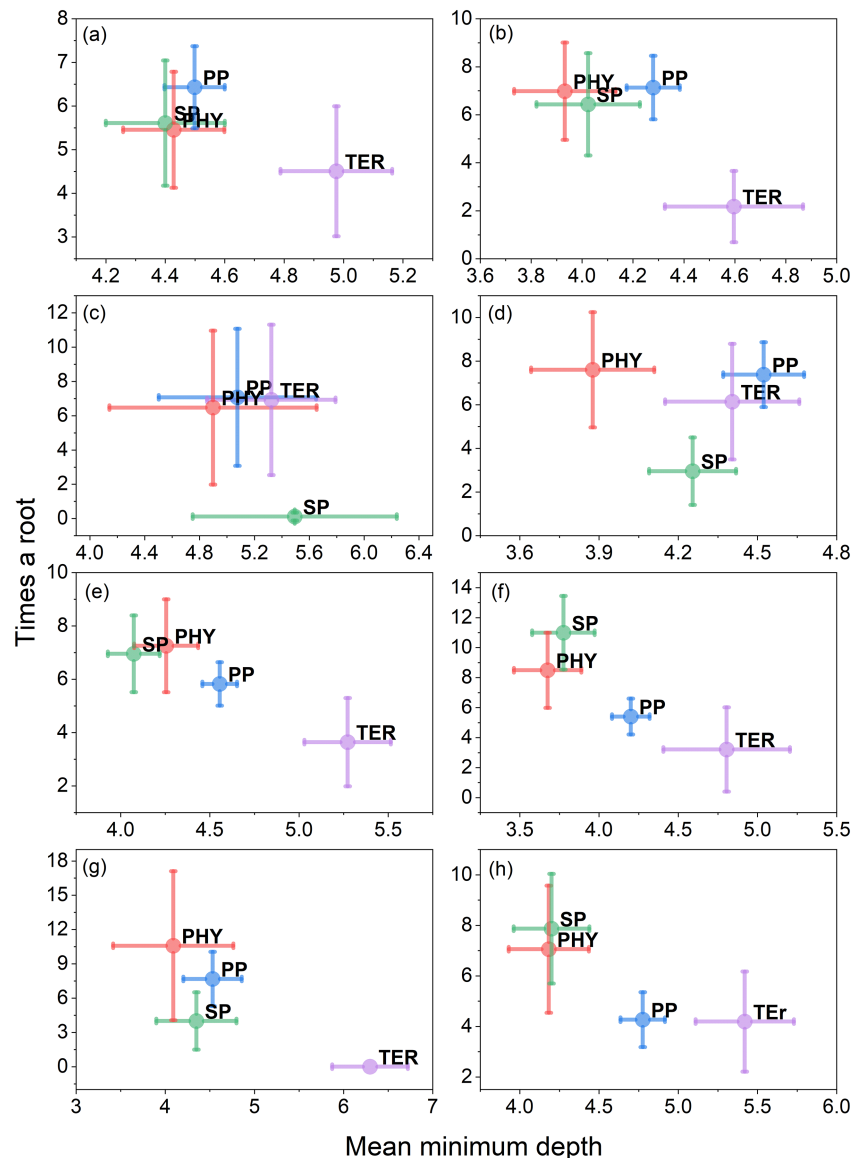 (a)
8
7
6
5
4
3
PP
SP
PHY
TER
4.2 4.4 4.6 4.8 5.0 5.2
(b)
10
8
6
4
2
0
PHY
PP
SP
TER
3.6 3.8 4.0 4.2 4.4 4.6 4.8 5.0
(c)
12
10
8
6
4
2
0
PP
TER
PHY
SP
4.0 4.4 4.8 5.2 5.6 6.0 6.4
(d)
10
8
6
4
2
0
PHY
PP
TER
SP
3.6 3.9 4.2 4.5 4.8
Times a root
(e)
10
8
6
4
2
PHY
SP
PP
TER
4.0 4.5 5.0 5.5
(f)
14
12
10
8
6
4
2
0
SP
PHY
PP
TER
3.5 4.0 4.5 5.0 5.5
(g)
18
15
12
9
6
3
0
PHY
PP
SP
TER
3 4 5 6 7
(h)
10
8
6
4
2
SP
PHY
PP
TEr
4.0 4.5 5.0 5.5 6.0
Mean minimum depth